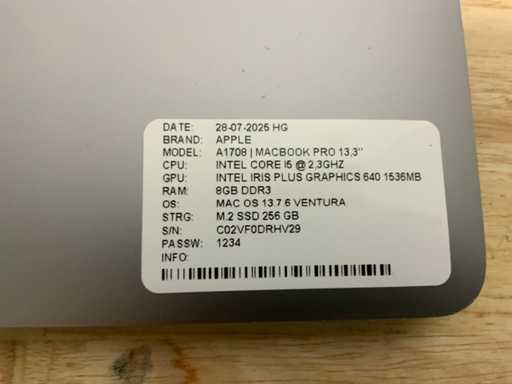 DATE: 28-07-2025 HG
BRAND: APPLE
MODEL: A1708 | MACBOOK PRO 13,3"
CPU: INTEL CORE I5 @ 2,3GHZ
GPU: INTEL IRIS PLUS GRAPHICS 640 1536MB
RAM: 8GB DDR3
OS: MAC OS 13.7.6 VENTURA
STRG: M.2 SSD 256 GB
S/N: C02VF0DRHV29
PASSW: 1234
INFO: